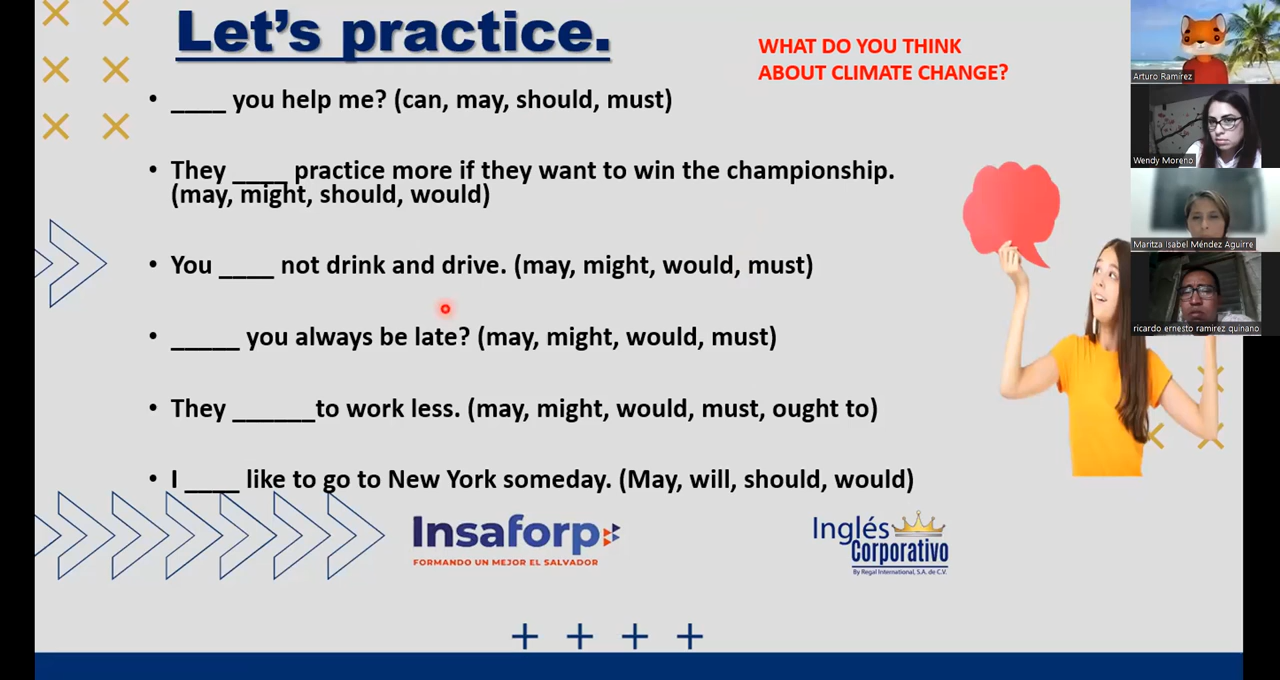 Let's practice.
WHAT DO YOU THINK
ABOUT CLIMATE CHANGE?
• ____ you help me? (can, may, should, must)
• They ____ practice more if they want to win the championship.
(may, might, should, would)
• You ____ not drink and drive. (may, might, would, must)
• _____ you always be late? (may, might, would, must)
• They ______to work less. (may, might, would, must, ought to)
• I ____ like to go to New York someday. (May, will, should, would)
Insaforp
FORMANDO UN MEJOR EL SALVADOR
Inglés
Corporativo
By Regal International, S.A. de C.V.
Arturo Ramirez
Wendy Moreno
Maritza Isabel Méndez Aguirre
ricardo ernesto ramirez quinano